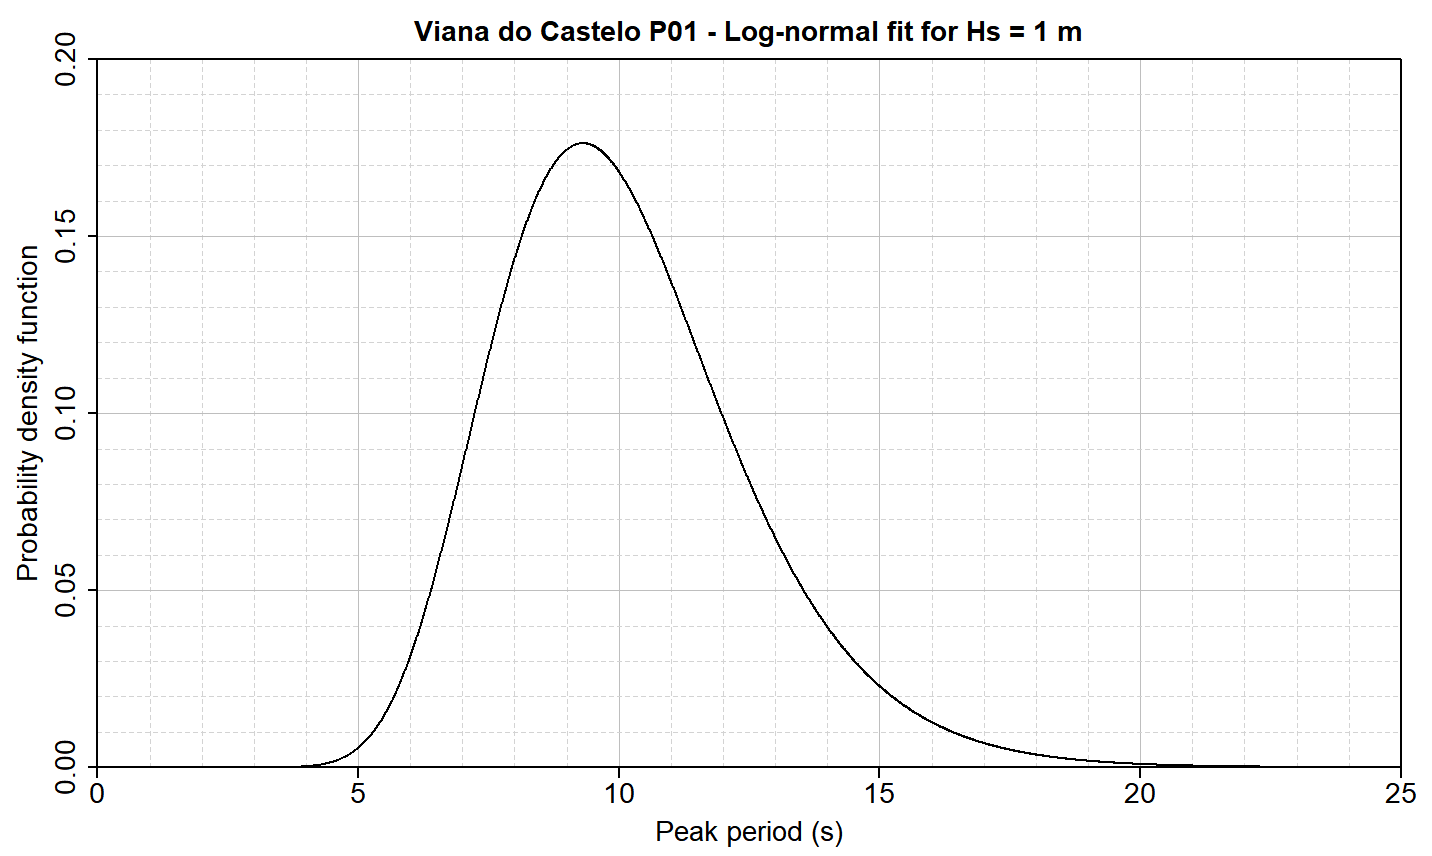 Viana do Castelo P01 - Log-normal fit for Hs = 1 m
Probability density function
0.20
0.15
0.10
0.05
0.00
0 5 10 15 20 25
Peak period (s)